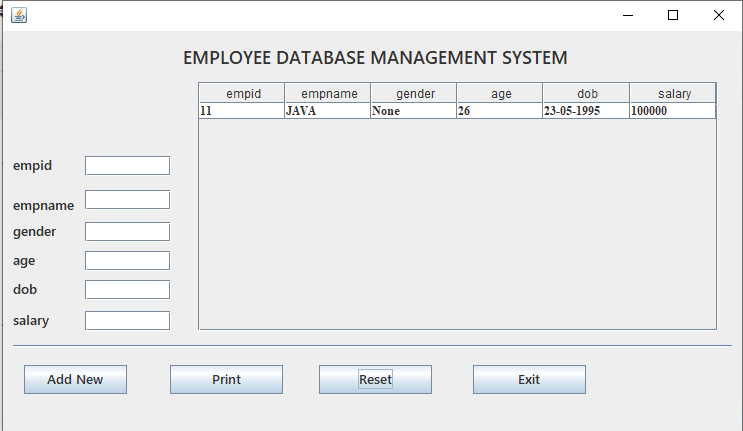 EMPLOYEE DATABASE MANAGEMENT SYSTEM
empid empname gender age dob salary
11 JAVA None 26 23-05-1995 100000
empid
empname
gender
age
dob
salary
Add New Print Reset Exit